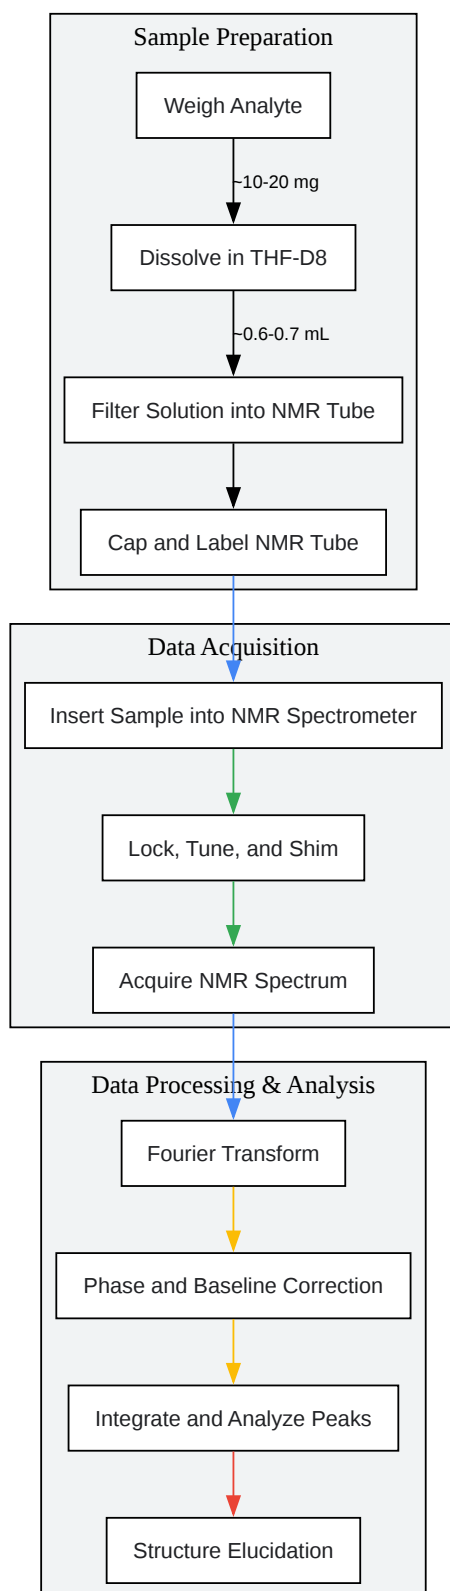 Sample Preparation
Weigh Analyte
~10-20 mg
Dissolve in THF-D8
~0.6-0.7 mL
Filter Solution into NMR Tube
Cap and Label NMR Tube
Data Acquisition
Insert Sample into NMR Spectrometer
Lock, Tune, and Shim
Acquire NMR Spectrum
Data Processing & Analysis
Fourier Transform
Phase and Baseline Correction
Integrate and Analyze Peaks
Structure Elucidation